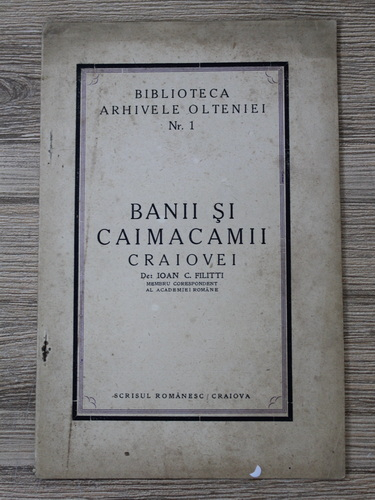 BIBLIOTECA
ARHIVELE OLTENIEI
Nr. 1
BANII ȘI
CAIMACAMII
CRAIOVEI
De: IOAN C. FILITTI
MEMBRU CORESPONDENT
AL ACADEMIEI ROMÂNE
SCRISUL ROMÂNESC / CRAIOVA